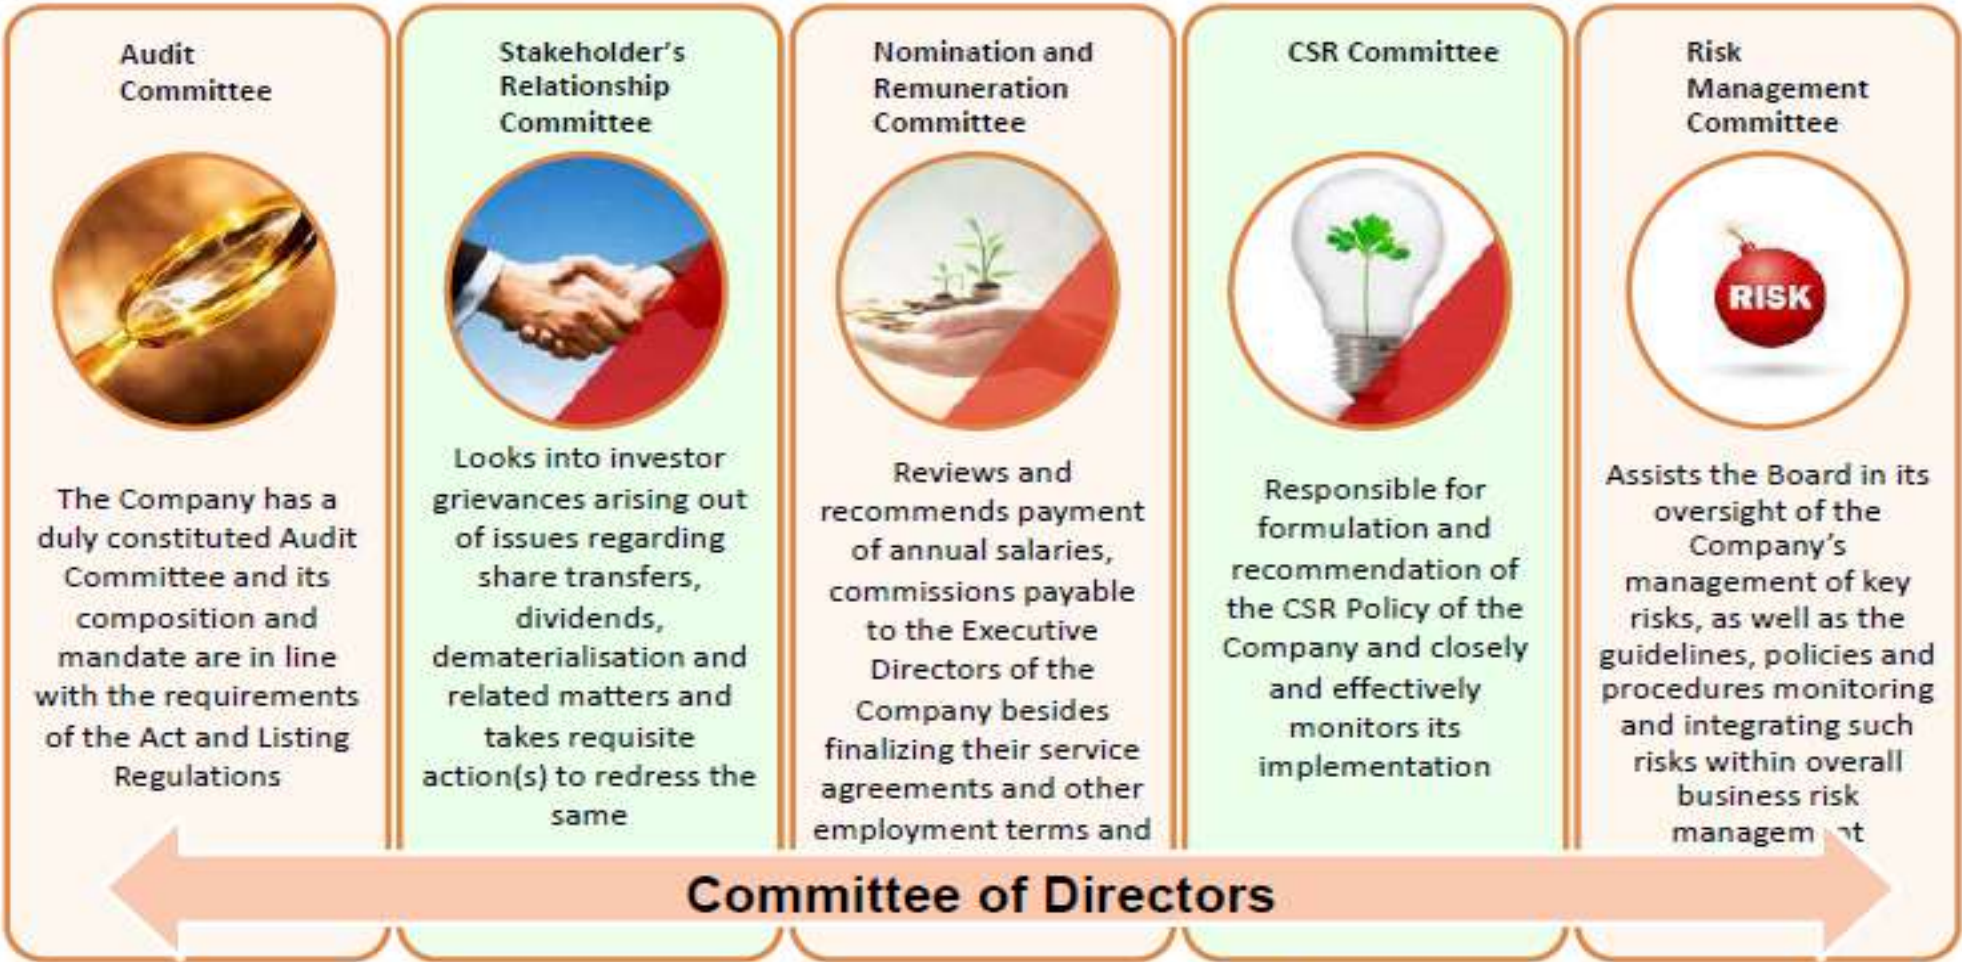 Audit
Committee
The Company has a
duly constituted Audit
Committee and its
composition and
mandate are in line
with the requirements
of the Act and Listing
Regulations
Stakeholder's
Relationship
Committee
Looks into investor
grievances arising out
of issues regarding
share transfers,
dividends,
dematerialisation and
related matters and
takes requisite
action(s) to redress the
same
Nomination and
Remuneration
Committee
Reviews and
recommends payment
of annual salaries,
commissions payable
to the Executive
Directors of the
Company besides
finalizing their service
agreements and other
employment terms and
CSR Committee
Responsible for
formulation and
recommendation of
the CSR Policy of the
Company and closely
and effectively
monitors its
implementation
Risk
Management
Committee
RISK
Assists the Board in its
oversight of the
Company's
management of key
risks, as well as the
guidelines, policies and
procedures monitoring
and integrating such
risks within overall
business risk
management
Committee of Directors